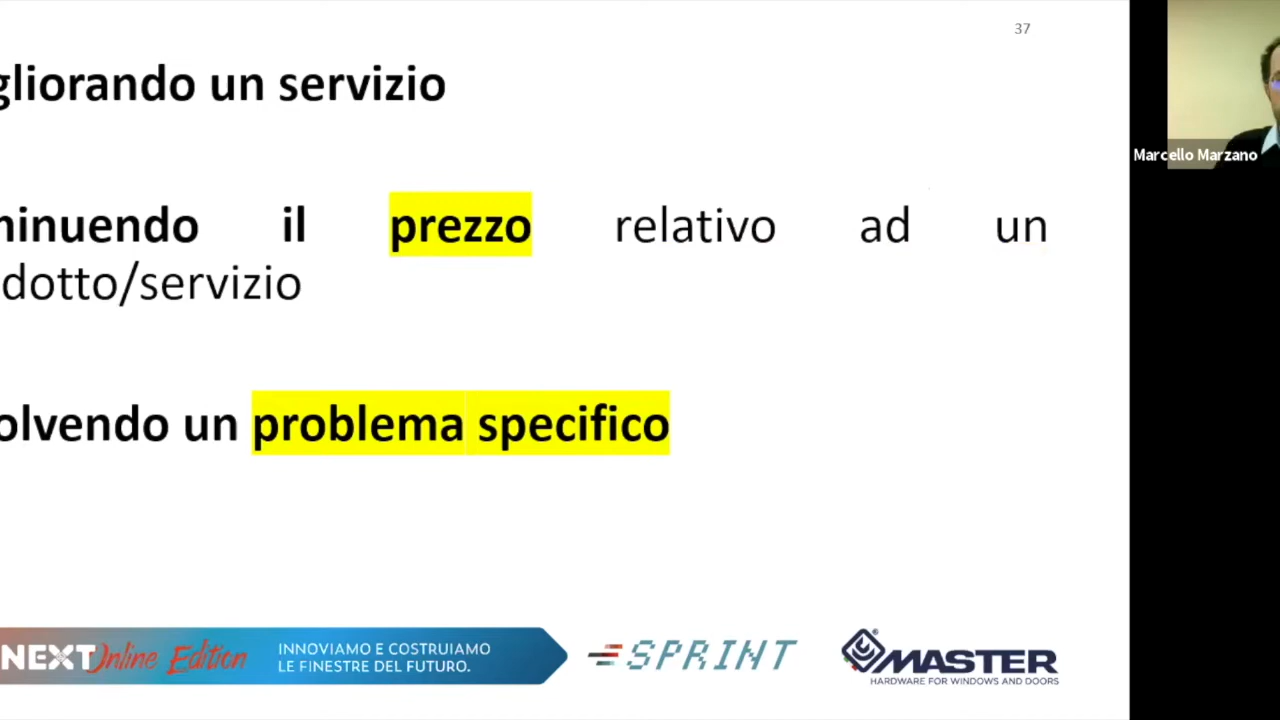 37
gliorando un servizio
minuendo il prezzo relativo ad un
dotto/servizio
olvendo un problema specifico
Marcello Marzano
NEXT Online Edition
INNOVIAMO E COSTRUIAMO
LE FINESTRE DEL FUTURO.
SPRINT
MASTER
HARDWARE FOR WINDOWS AND DOORS